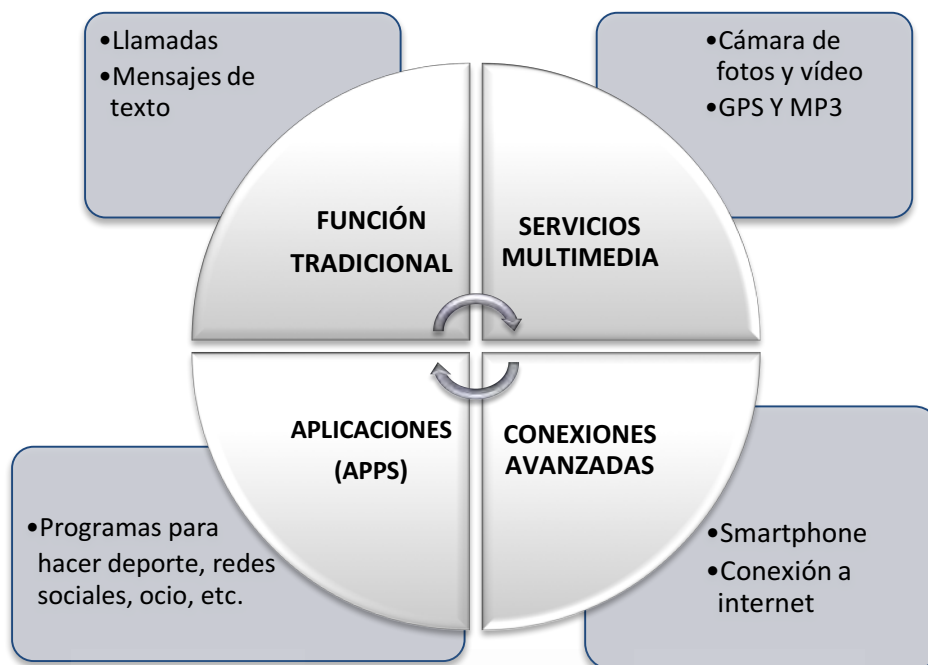 •Llamadas
•Mensajes de
texto
•Cámara de
fotos y vídeo
•GPS Y MP3
FUNCIÓN
TRADICIONAL
SERVICIOS
MULTIMEDIA
APLICACIONES
(APPS)
CONEXIONES
AVANZADAS
•Programas para
hacer deporte, redes
sociales, ocio, etc.
•Smartphone
•Conexión a
internet